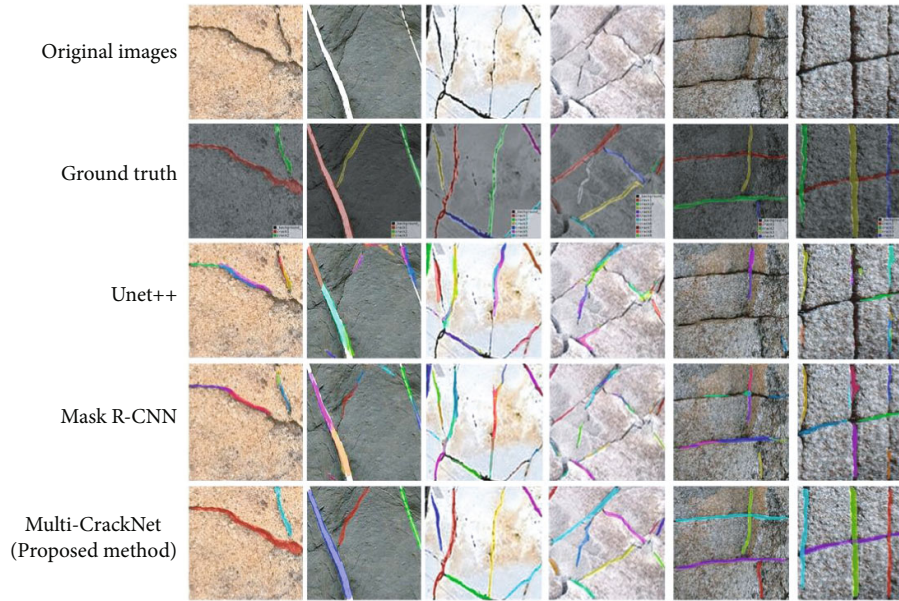 Original images
Ground truth
Unet++
Mask R-CNN
Multi-CrackNet
(Proposed method)